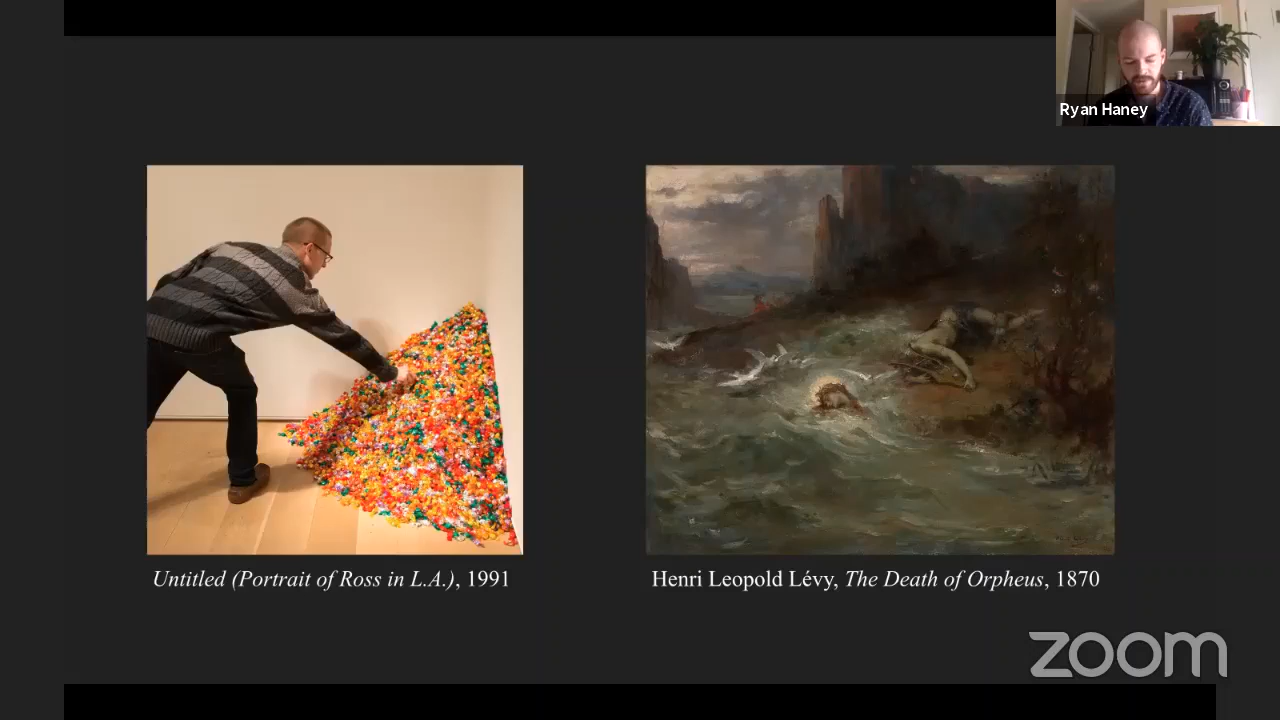 Ryan Haney
Untitled (Portrait of Ross in L.A.), 1991
Henri Leopold Lévy, The Death of Orpheus, 1870
zoom